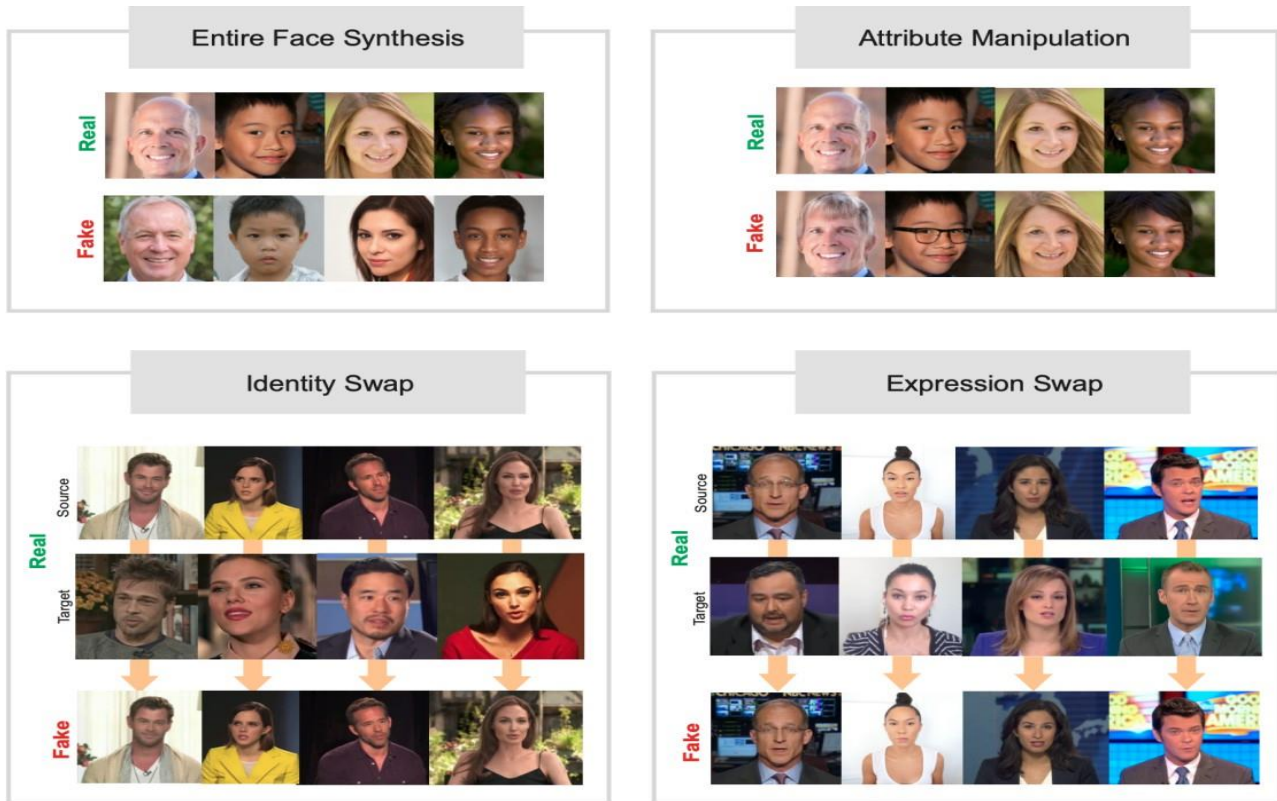 Entire Face Synthesis
Real
Fake
Attribute Manipulation
Real
Fake
Identity Swap
Real
Source
Target
Fake
Expression Swap
Real
Source
Target
Fake